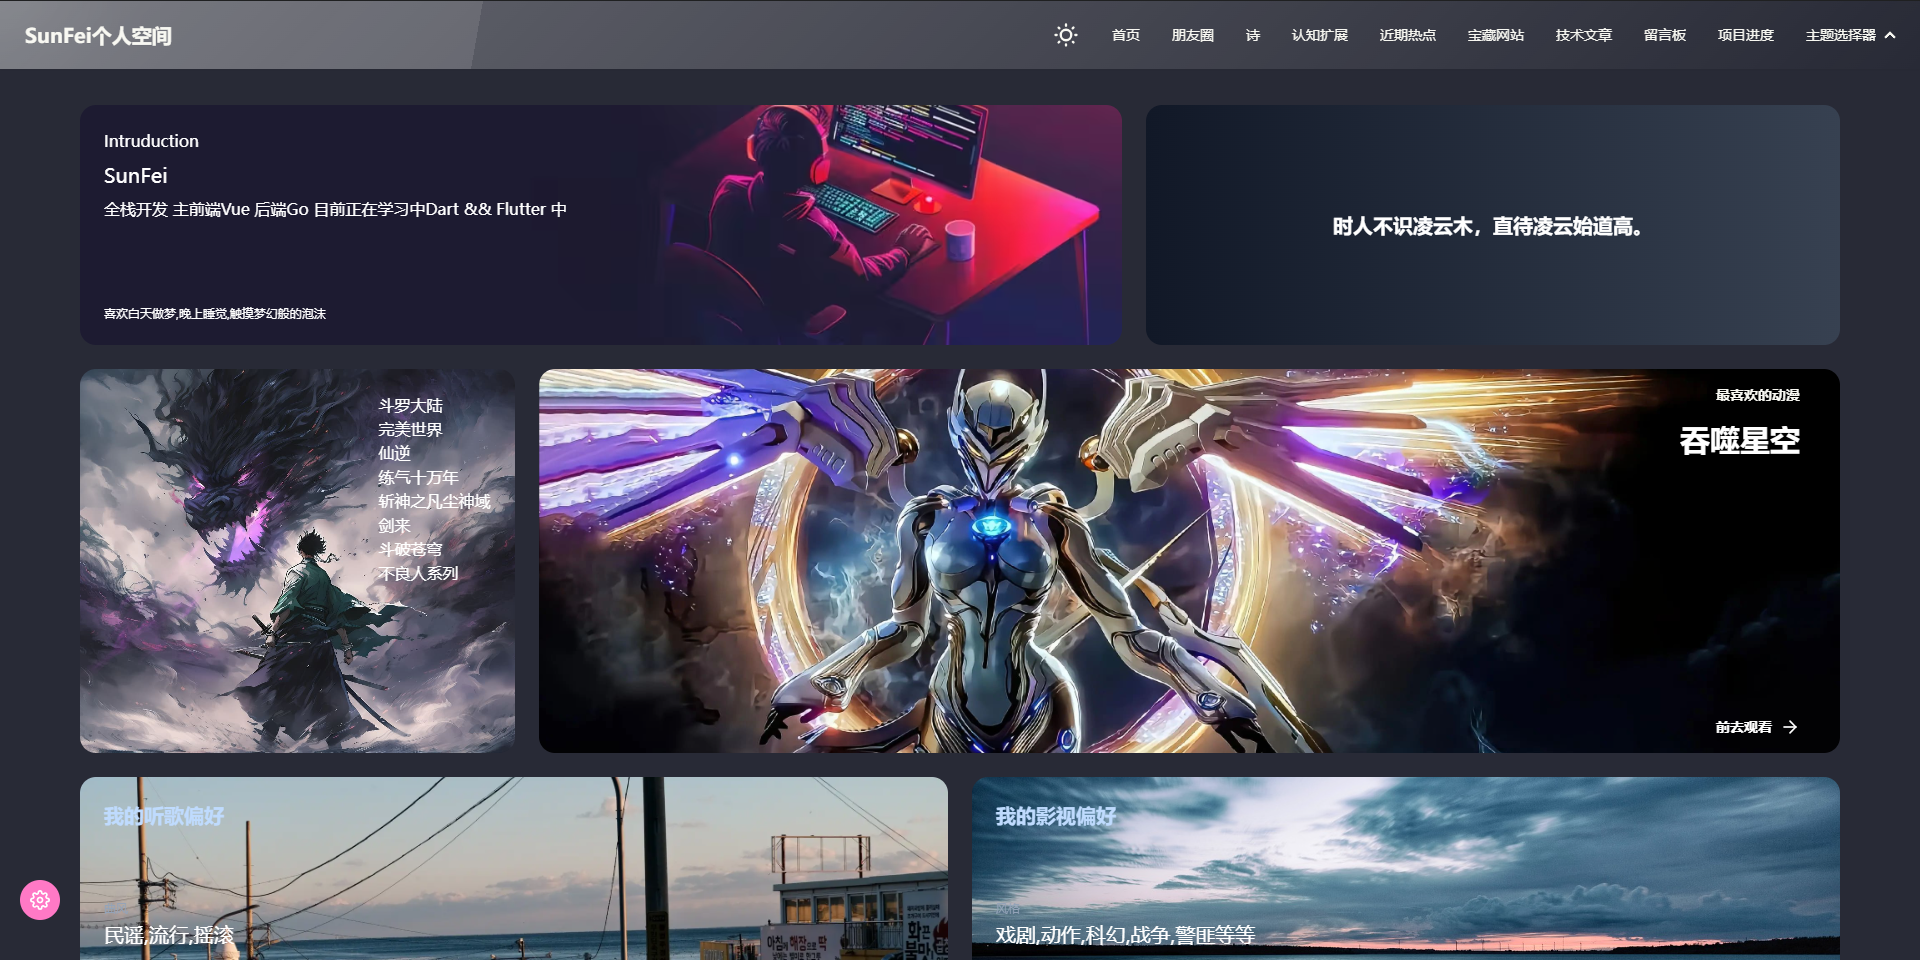 SunFei个人空间
首页 朋友圈 诗 认知扩展 近期热点 宝藏网站 技术文章 留言板 项目进度 主题选择器
Intruduction
SunFei
全栈开发 主前端Vue 后端Go 目前正在学习中Dart && Flutter 中
喜欢白天做梦,晚上睡觉,触摸梦幻般的泡沫
时人不识凌云木，直待凌云始道高。
斗罗大陆
完美世界
仙逆
练气十万年
斩神之凡尘神域
剑来
斗破苍穹
不良人系列
最喜欢的动漫
吞噬星空
前去观看
我的听歌偏好
民谣,流行,摇滚
我的影视偏好
戏剧,动作,科幻,战争,警匪等等